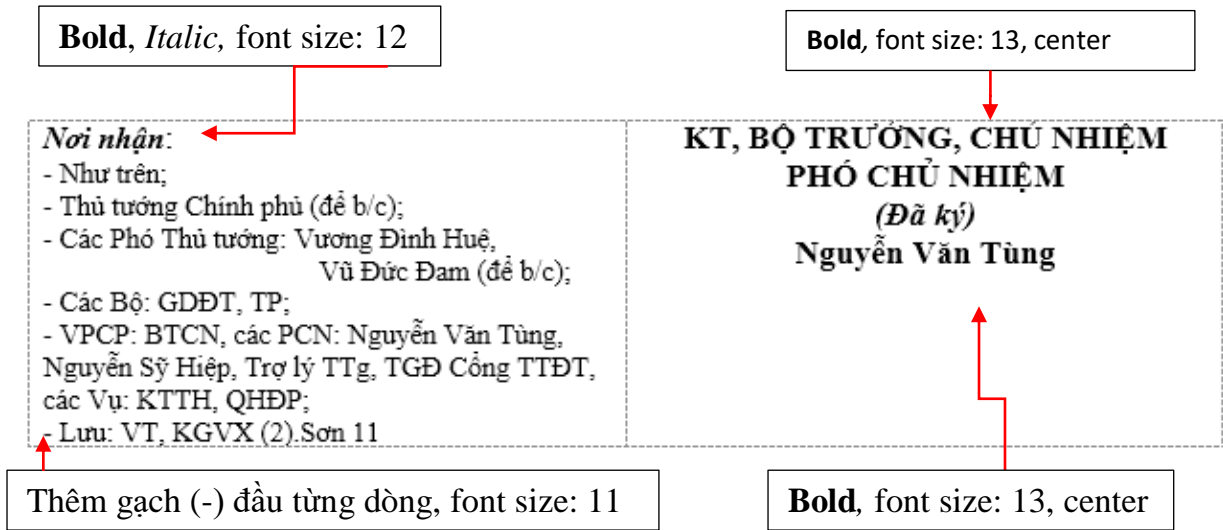 Bold, Italic, font size: 12
Bold, font size: 13, center
Nơi nhận:
- Như trên;
- Thủ tướng Chính phủ (để b/c);
- Các Phó Thủ tướng: Vương Đình Huệ,
Vũ Đức Đam (để b/c);
- Các Bộ: GDĐT, TP;
- VPCP: BTCN, các PCN: Nguyễn Văn Tùng,
Nguyễn Sỹ Hiệp, Trợ lý TTg, TGĐ Cổng TTĐT,
các Vụ: KTTH, QHĐP;
- Lưu: VT, KGVX (2).Sơn 11
KT, BỘ TRƯỞNG, CHỦ NHIỆM
PHÓ CHỦ NHIỆM
(Đã ký)
Nguyễn Văn Tùng
Thêm gạch (-) đầu từng dòng, font size: 11
Bold, font size: 13, center